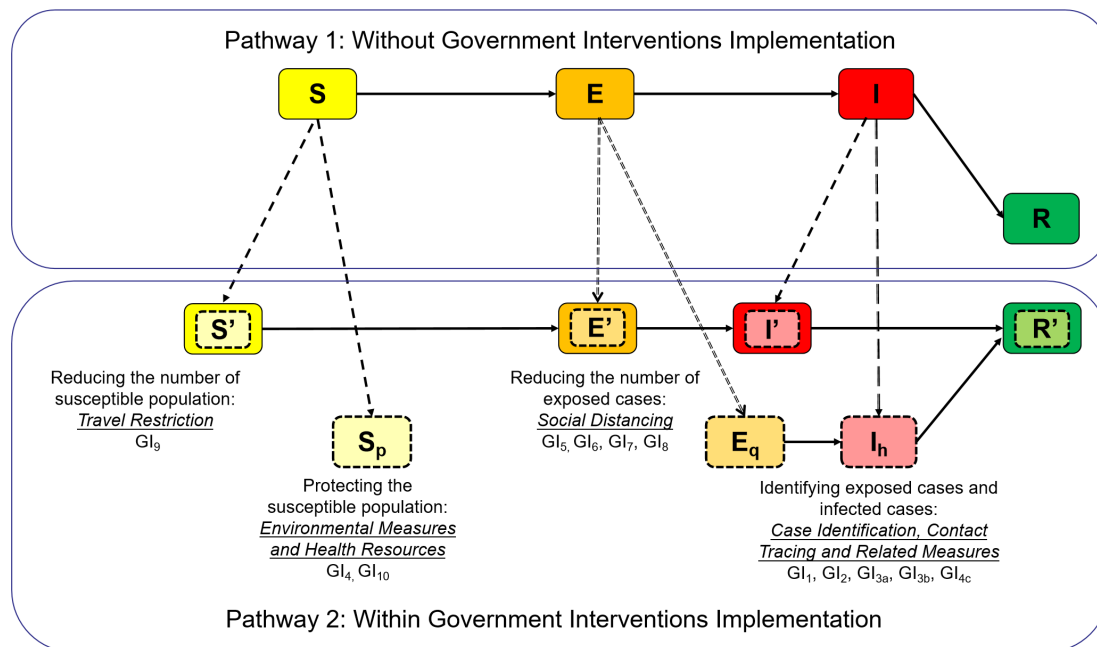 Pathway 1: Without Government Interventions Implementation
S
E
I
R
S’
E’
I’
R’
Reducing the number of
susceptible population:
Travel Restriction
GI₉
Reducing the number of
exposed cases:
Social Distancing
GI₅, GI₆, GI₇, GI₈
Sₚ
E_q
Iₕ
Protecting the
susceptible population:
Environmental Measures
and Health Resources
GI₄, GI₁₀
Identifying exposed cases and
infected cases:
Case Identification, Contact
Tracing and Related Measures
GI₁, GI₂, GI₃ₐ, GI₃b, GI₄c
Pathway 2: Within Government Interventions Implementation